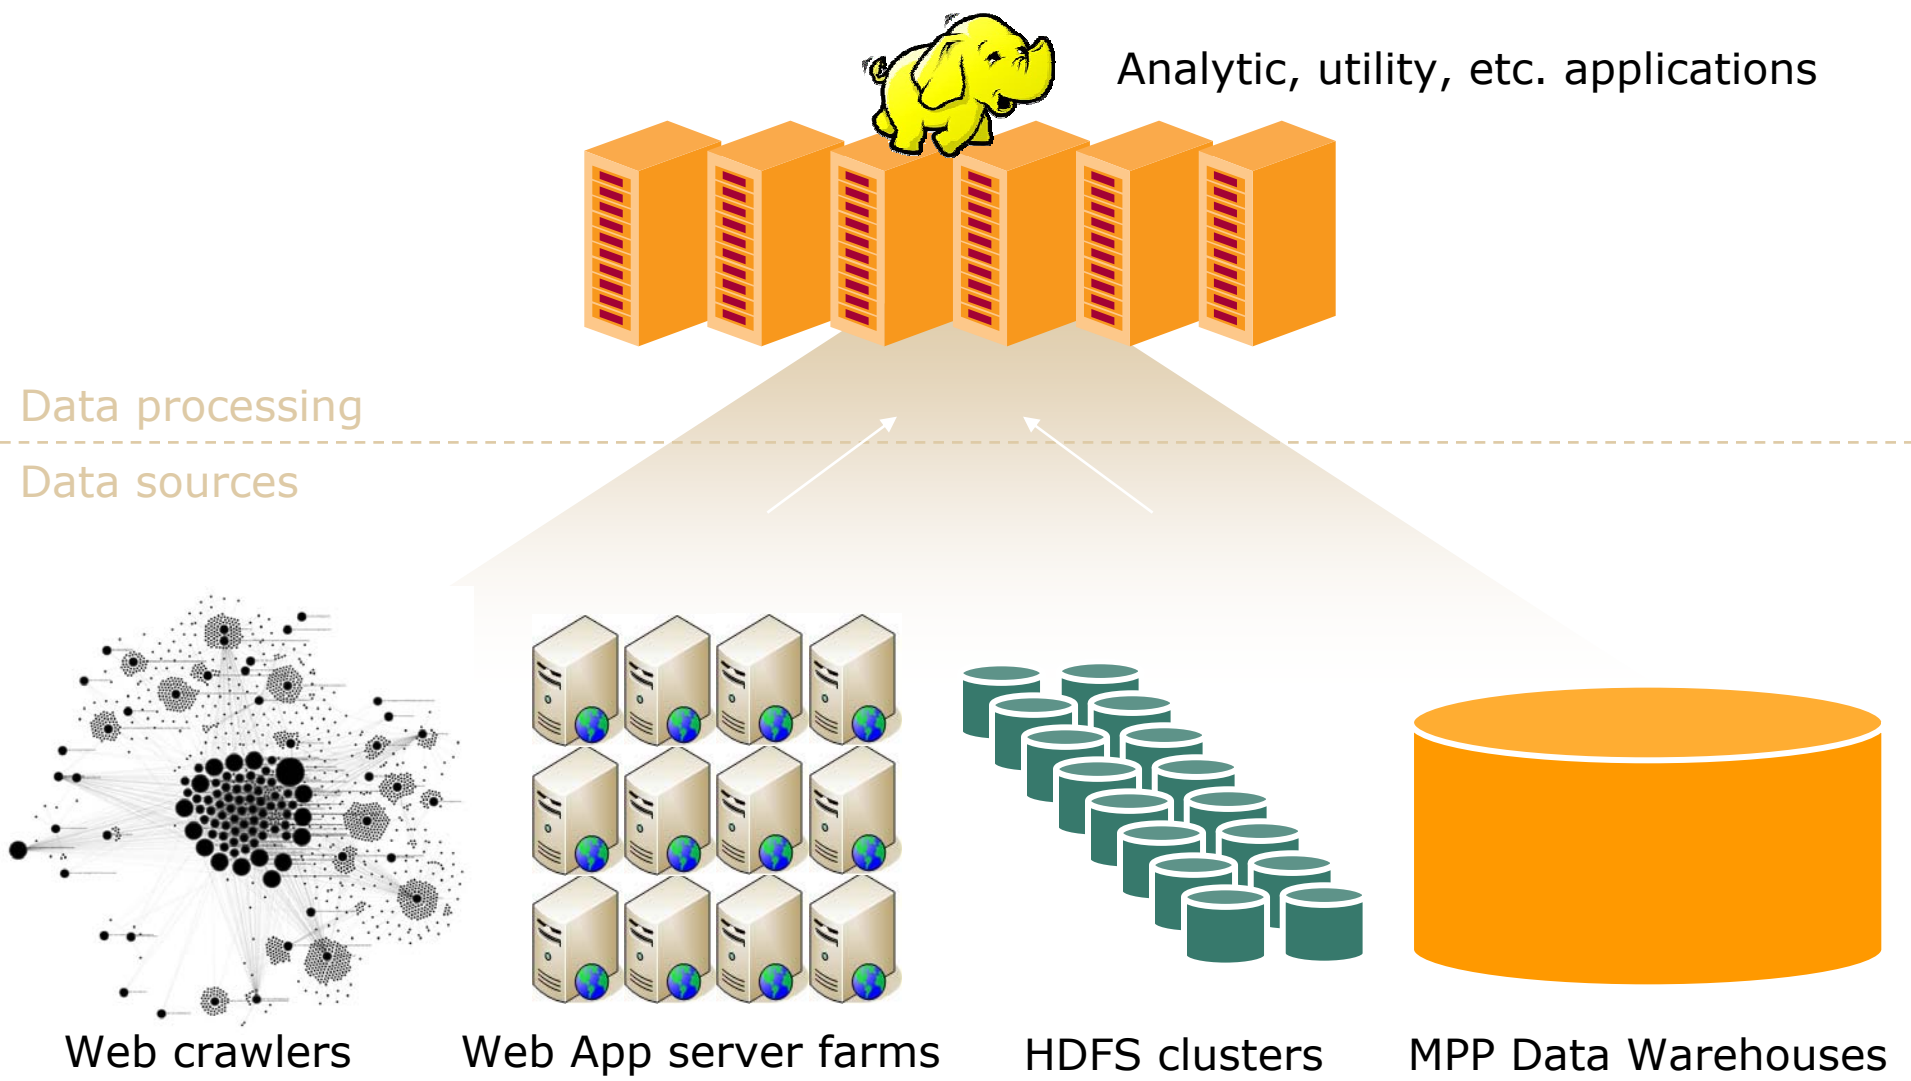 Analytic, utility, etc. applications
Data processing
Data sources
Web crawlers
Web App server farms
HDFS clusters
MPP Data Warehouses